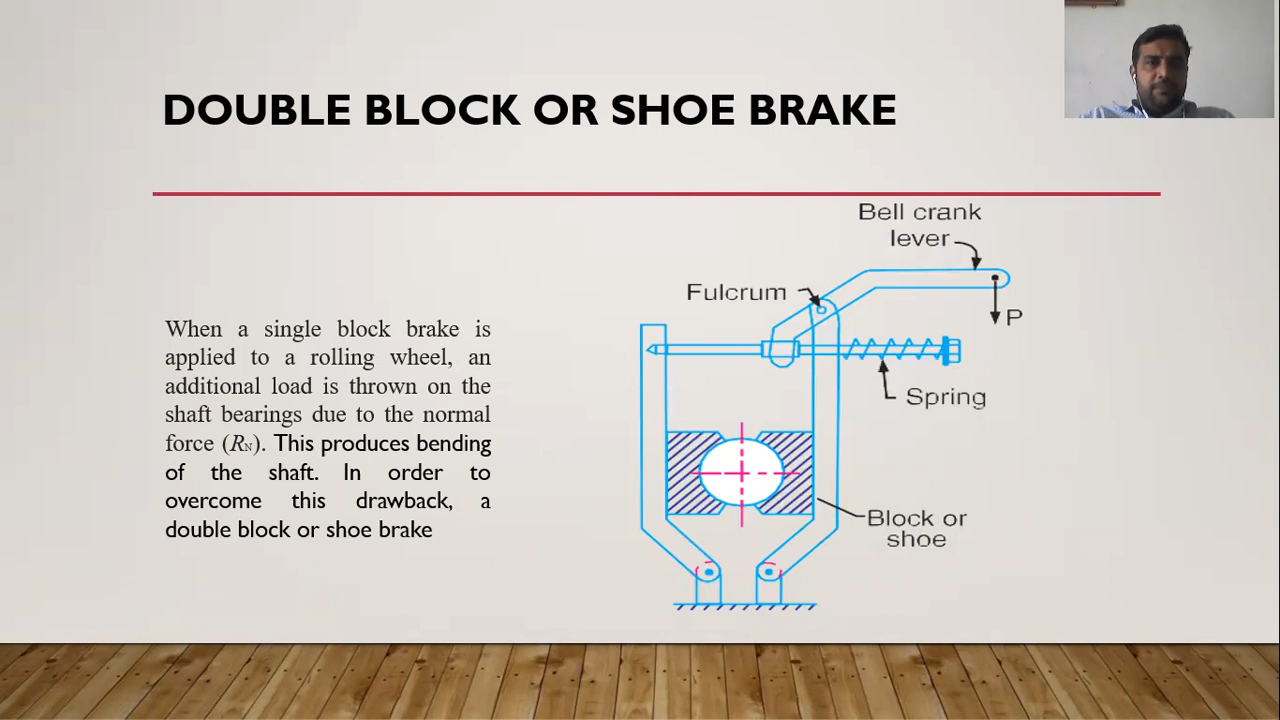 DOUBLE BLOCK OR SHOE BRAKE
When a single block brake is
applied to a rolling wheel, an
additional load is thrown on the
shaft bearings due to the normal
force (RN). This produces bending
of the shaft. In order to
overcome this drawback, a
double block or shoe brake
Bell crank
lever
Fulcrum
P
Spring
Block or
shoe